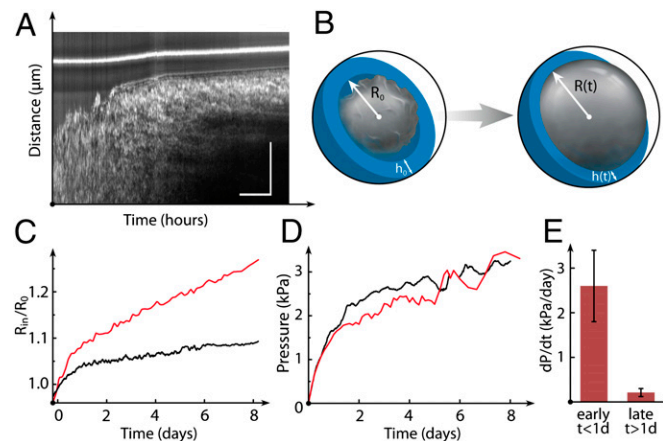 A
Distance (µm)
Time (hours)
B
R₀
h₀
R(t)
h(t)
C
R_in/R₀
1.2
1.1
1.0
0 2 4 6 8
Time (days)
D
Pressure (kPa)
3
2
1
0 2 4 6 8
Time (days)
E
dP/dt (kPa/day)
3
2
1
early late
t<1d t>1d